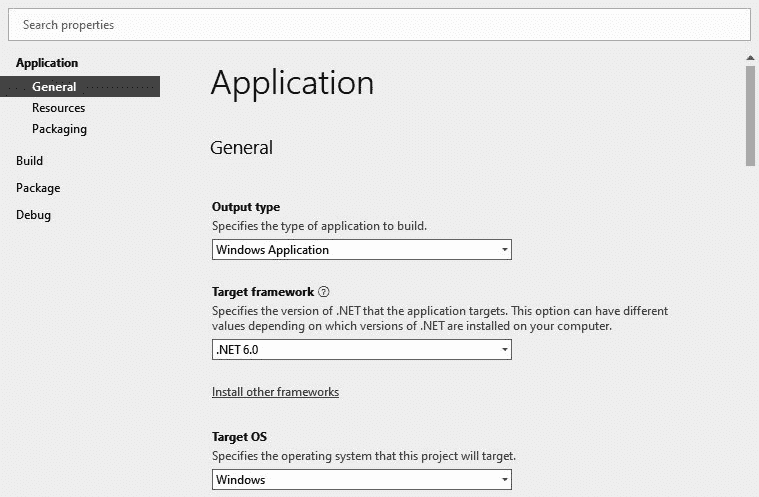 Search properties
Application
General
Resources
Packaging
Build
Package
Debug
Application
General
Output type
Specifies the type of application to build.
Windows Application
Target framework
Specifies the version of .NET that the application targets. This option can have different
values depending on which versions of .NET are installed on your computer.
.NET 6.0
Install other frameworks
Target OS
Specifies the operating system that this project will target.
Windows